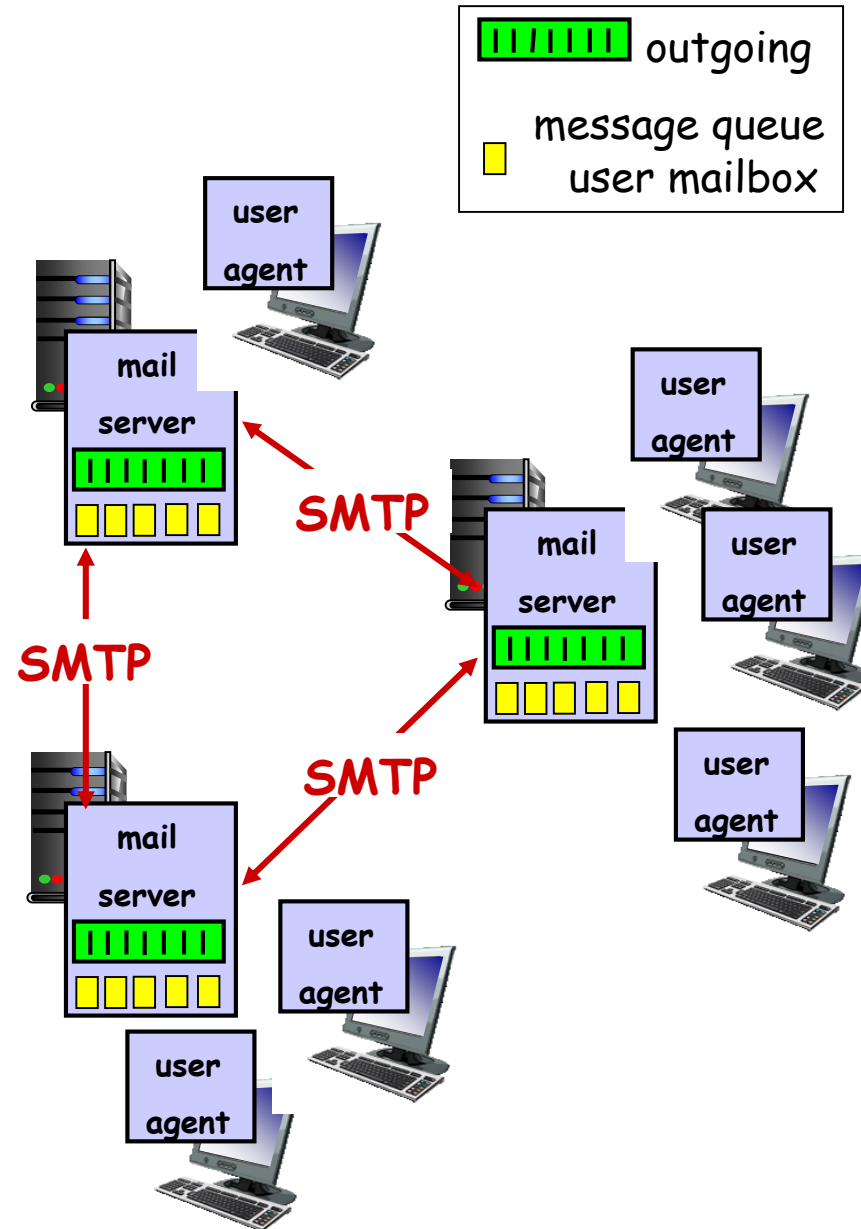 outgoing
message queue
user mailbox
user
agent
mail
server
user
agent
SMTP
mail
server
user
agent
SMTP
SMTP
user
agent
mail
server
user
agent
user
agent